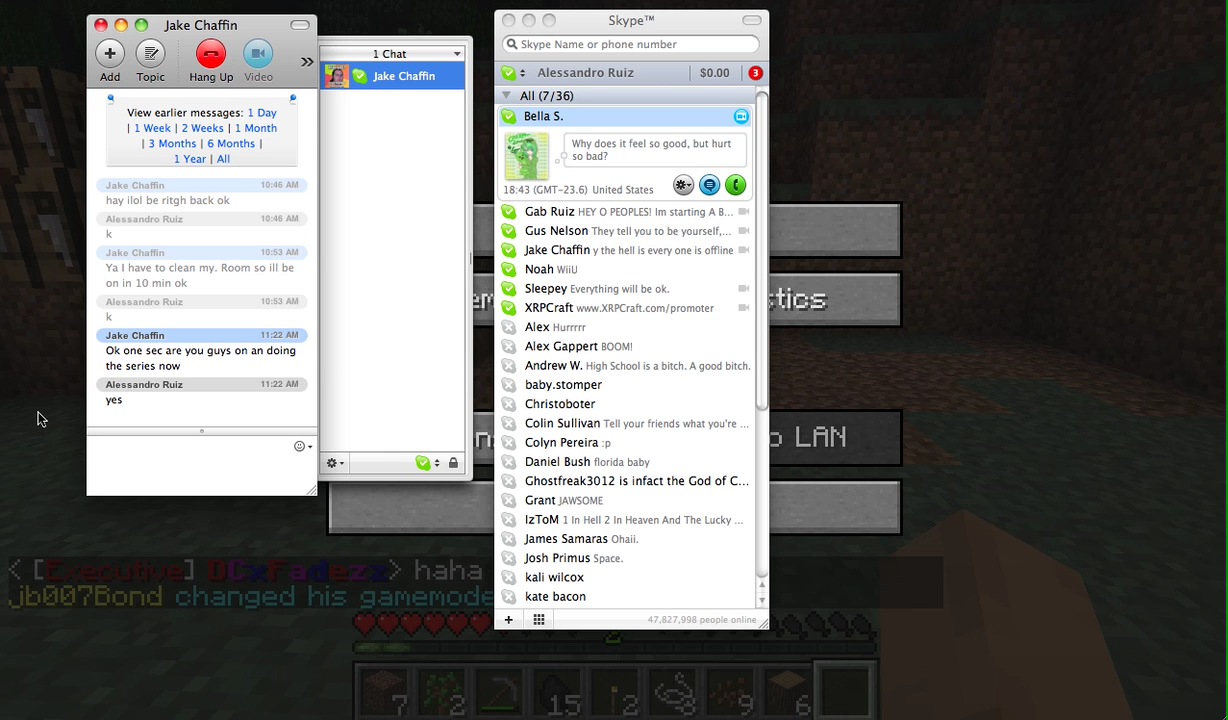 Jake Chaffin
Add
Topic
Hang Up
Video
»
View earlier messages: 1 Day
| 1 Week | 2 Weeks | 1 Month
| 3 Months | 6 Months |
1 Year | All
Jake Chaffin 10:46 AM
hay ilol be ritgh back ok
Alessandro Ruiz 10:46 AM
k
Jake Chaffin 10:53 AM
Ya I have to clean my. Room so ill be
on in 10 min ok
Alessandro Ruiz 10:53 AM
k
Jake Chaffin 11:22 AM
Ok one sec are you guys on an doing
the series now
Alessandro Ruiz 11:22 AM
yes
1 Chat
Jake Chaffin
Skype™
Skype Name or phone number
Alessandro Ruiz $0.00 3
All (7/36)
Bella S.
Why does it feel so good, but hurt
so bad?
18:43 (GMT-23.6) United States
Gab Ruiz HEY O PEOPLES! Im starting A B...
Gus Nelson They tell you to be yourself,...
Jake Chaffin y the hell is every one is offline
Noah WiiU
Sleepey Everything will be ok.
XRPCraft www.XRPCraft.com/promoter
Alex Hurrrrr
Alex Gappert BOOM!
Andrew W. High School is a bitch. A good bitch.
baby.stomper
Christoboter
Colin Sullivan Tell your friends what you're ...
Colyn Pereira :p
Daniel Bush florida baby
Ghostfreak3012 is infact the God of C...
Grant JAWSOME
IzToM 1 In Hell 2 In Heaven And The Lucky ...
James Samaras Ohaii.
Josh Primus Space.
kali wilcox
kate bacon
47,827,998 people online
stics
o LAN
< [Executive] DCxFadezz> haha
jb007Bond changed his gamemode
2
7 2 15 2 8 9 6